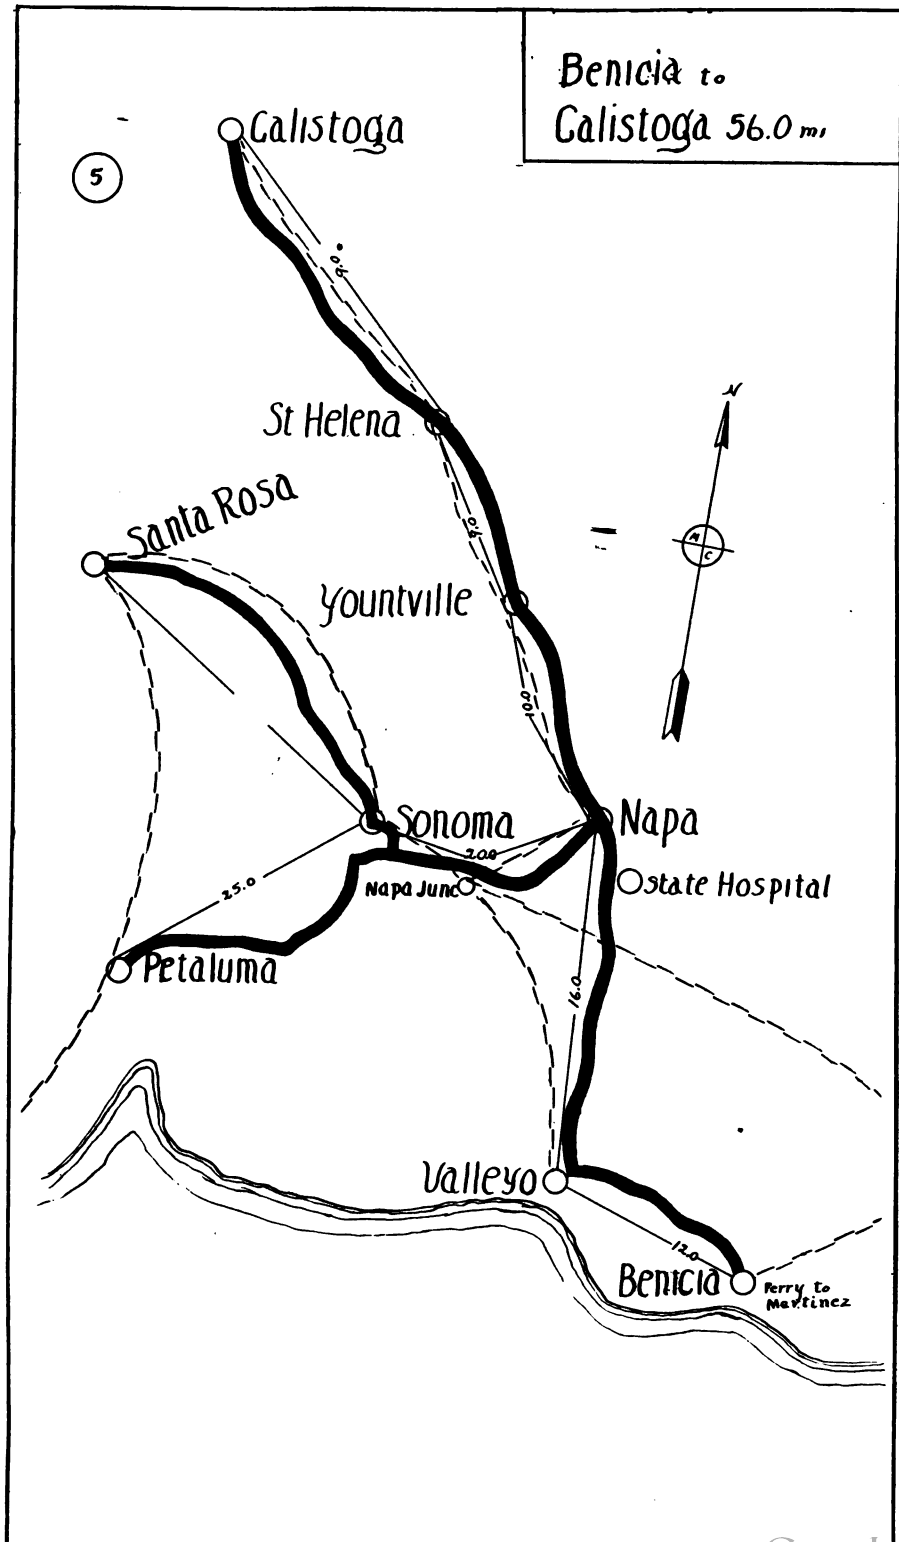 Benicia to
Calistoga 56.0 mi
Calistoga
5
9.0
St Helena
Santa Rosa
9.0
Yountville
N
M
C
10.0
Sonoma
Napa
20.0
Napa Junc
State Hospital
25.0
Petaluma
16.0
Valleyo
12.0
Benicia
Ferry to
Martinez